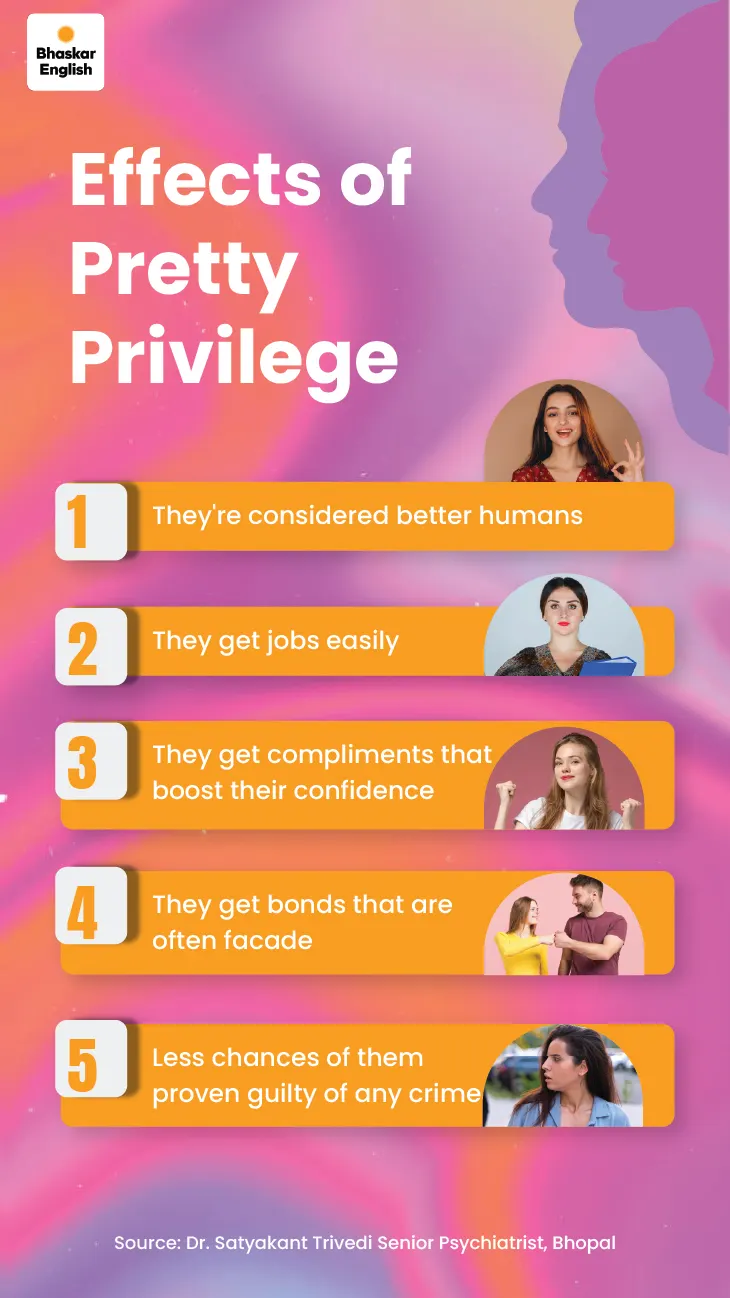 Bhaskar
English
Effects of
Pretty
Privilege
1
They're considered better humans
2
They get jobs easily
3
They get compliments that
boost their confidence
4
They get bonds that are
often facade
5
Less chances of them
proven guilty of any crime
Source: Dr. Satyakant Trivedi Senior Psychiatrist, Bhopal